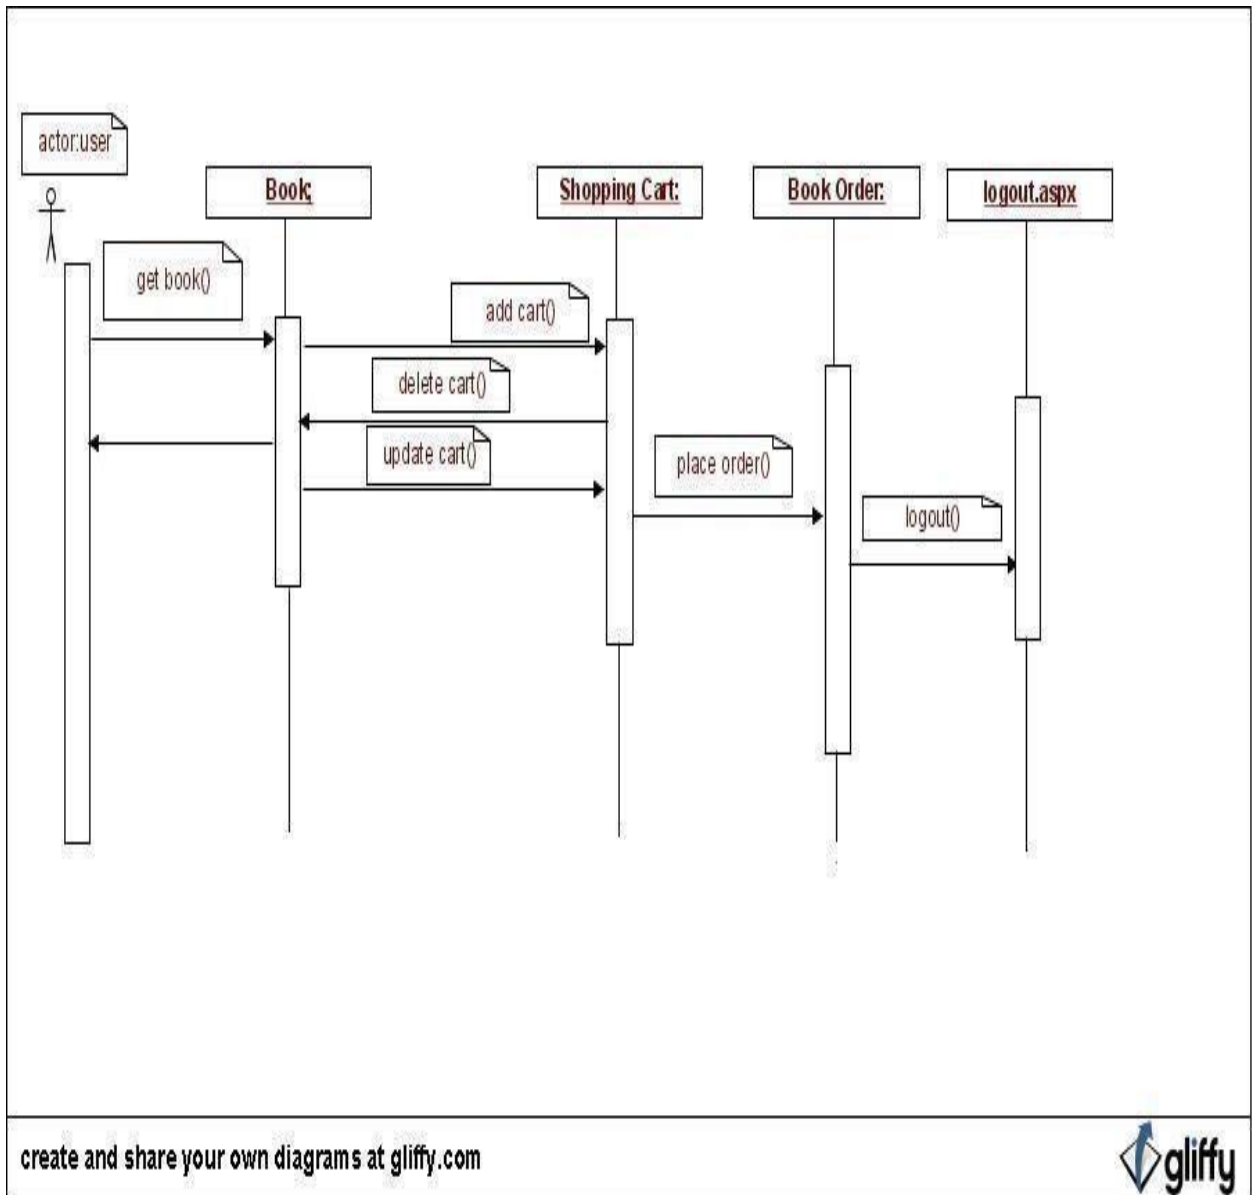 actor:user
Book;
Shopping Cart:
Book Order:
logout.aspx
get book()
add cart()
delete cart()
update cart()
place order()
logout()
create and share your own diagrams at gliffy.com
gliffy